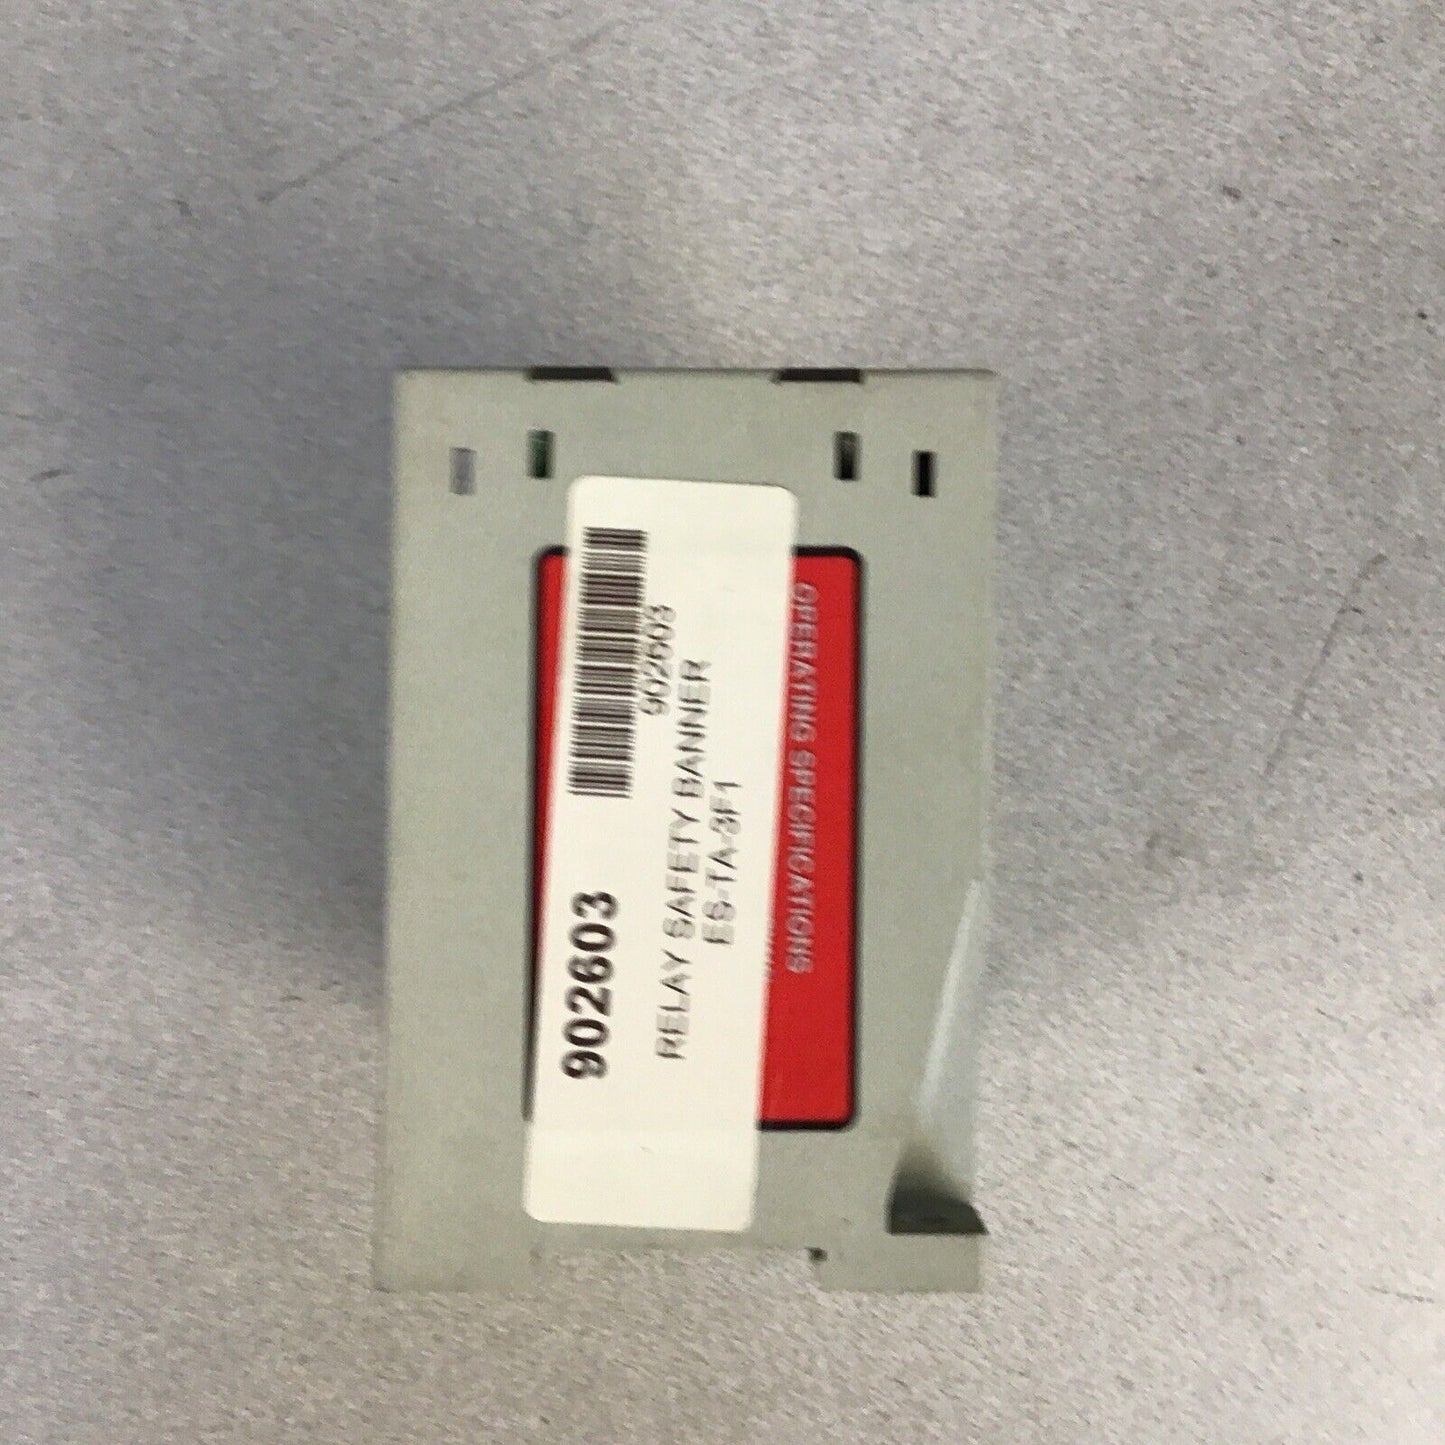 902603
902603
RELAY SAFETY BANNER
ES-TA-3F1
OPERATING SPECIFICATIONS